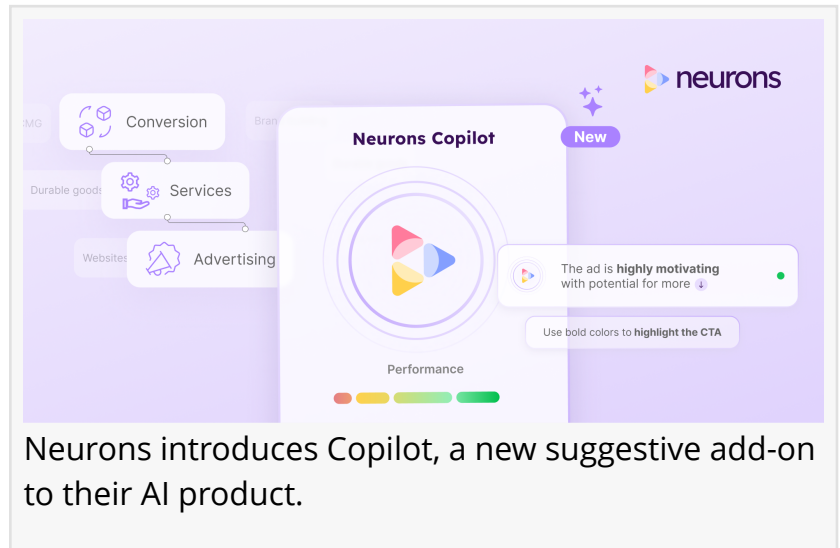 neurons
New
Neurons Copilot
Conversion
Services
Durable goods
Advertising
Websites
The ad is highly motivating
with potential for more
Use bold colors to highlight the CTA
Performance
Neurons introduces Copilot, a new suggestive add-on
to their AI product.